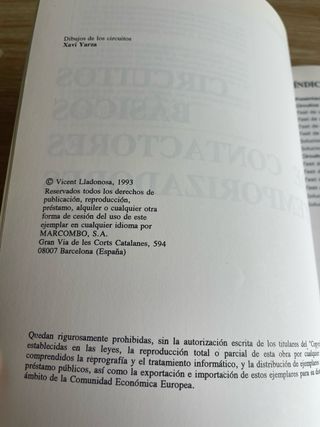 Dibujos de los circuitos
Xavi Yarza
CIRCUITOS
BÁSICOS
CONTACTORES
© Vicent Lladonosa, 1993
Reservados todos los derechos de
publicación, reproducción,
préstamo, alquiler o cualquier otra
forma de cesión del uso de este
ejemplar en cualquier idioma por
MARCOMBO, S.A.
Gran Via de les Corts Catalanes, 594
08007 Barcelona (España)
Quedan rigurosamente prohibidas, sin la autorización escrita de los titulares del
establecidas en las leyes, la reproducción total o parcial de esta obra por cualquier
comprendidos la reprografía y el tratamiento informático, y la distribución de ejemplares
préstamo públicos, así como la exportación e importación de estos ejemplares para su
ámbito de la Comunidad Económica Europea.